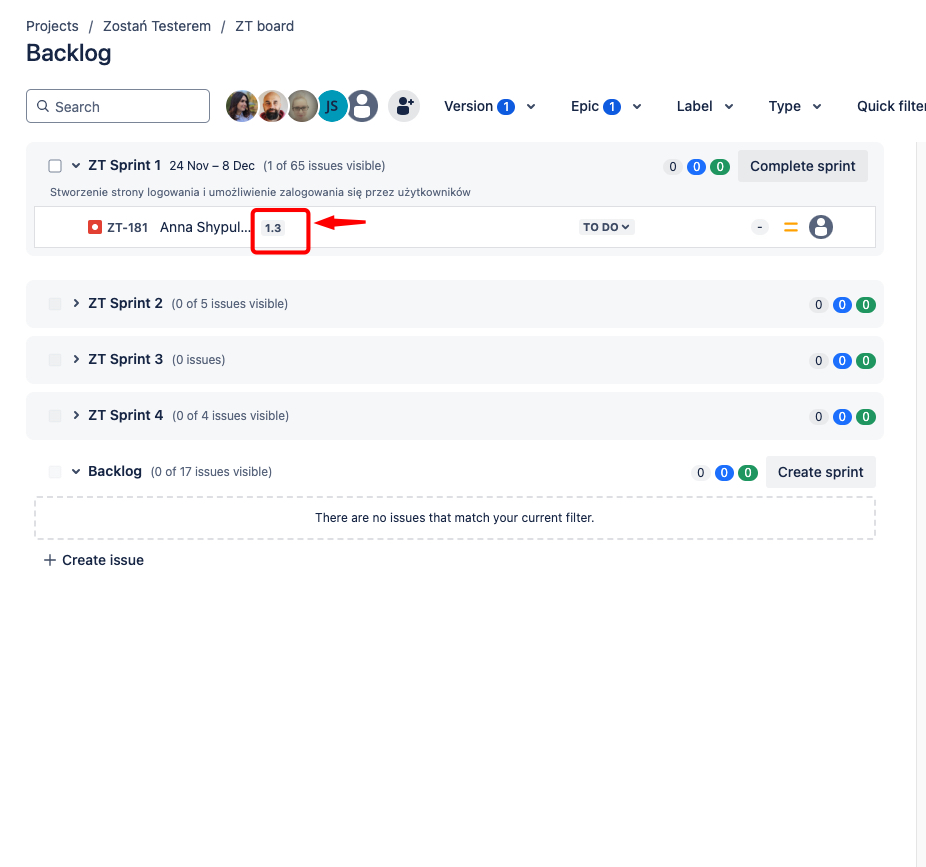 Projects / Zostań Testerem / ZT board
Backlog
Search JS Version 1 Epic 1 Label Type Quick filter
ZT Sprint 1 24 Nov – 8 Dec (1 of 65 issues visible) 0 0 0 Complete sprint
Stworzenie strony logowania i umożliwienie zalogowania się przez użytkowników
ZT-181 Anna Shypul... 1.3 TO DO -
ZT Sprint 2 (0 of 5 issues visible) 0 0 0
ZT Sprint 3 (0 issues) 0 0 0
ZT Sprint 4 (0 of 4 issues visible) 0 0 0
Backlog (0 of 17 issues visible) 0 0 0 Create sprint
There are no issues that match your current filter.
+ Create issue